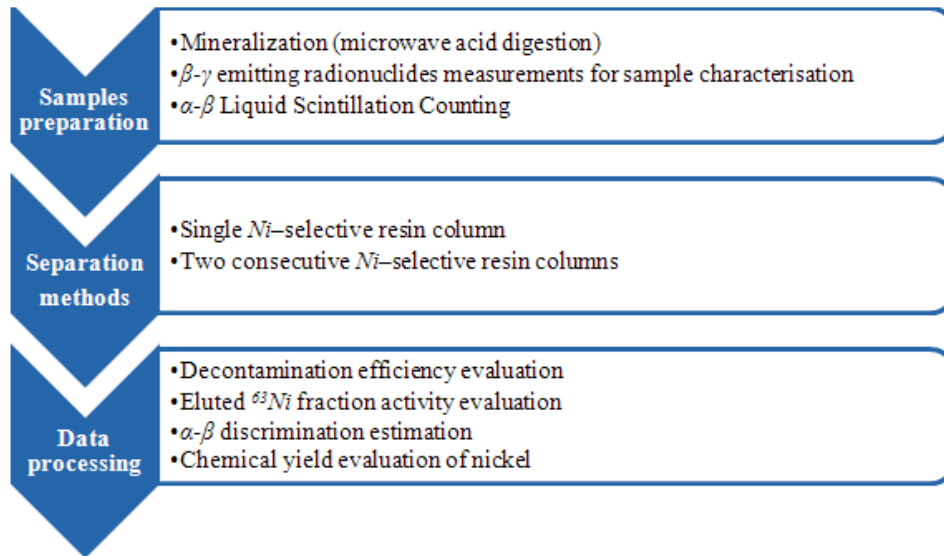 Samples
preparation
•Mineralization (microwave acid digestion)
•β-γ emitting radionuclides measurements for sample characterisation
•α-β Liquid Scintillation Counting
Separation
methods
•Single Ni–selective resin column
•Two consecutive Ni–selective resin columns
Data
processing
•Decontamination efficiency evaluation
•Eluted ⁶³Ni fraction activity evaluation
•α-β discrimination estimation
•Chemical yield evaluation of nickel